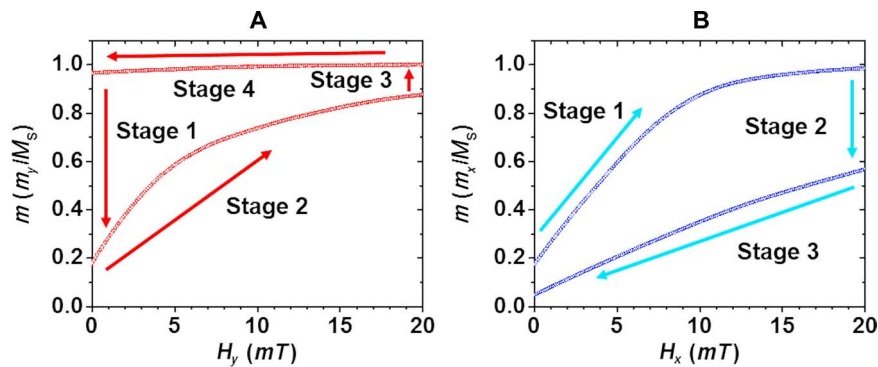 A
m (my/MS)
1.0
0.8
0.6
0.4
0.2
0.0
Stage 4
Stage 3
Stage 1
Stage 2
0 5 10 15 20
Hy (mT)
B
m (mx/MS)
1.0
0.8
0.6
0.4
0.2
0.0
Stage 1
Stage 2
Stage 3
0 5 10 15 20
Hx (mT)